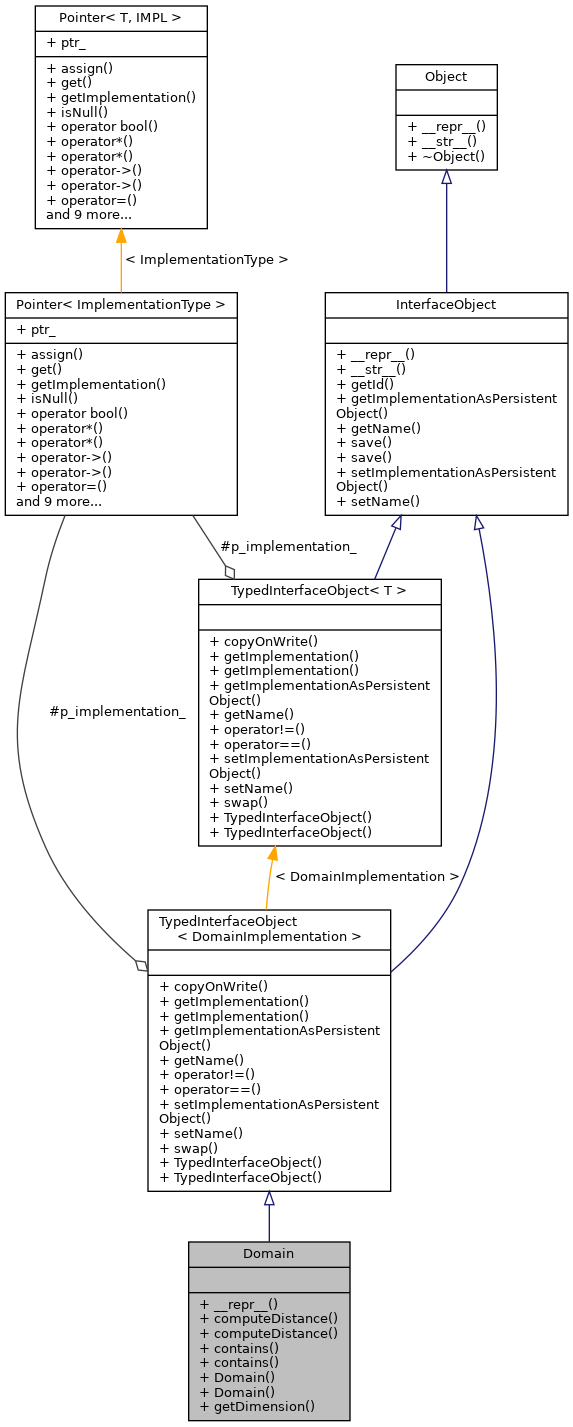 Pointer< T, IMPL >
+ ptr_
+ assign()
+ get()
+ getImplementation()
+ isNull()
+ operator bool()
+ operator*()
+ operator*()
+ operator->()
+ operator->()
+ operator=()
and 9 more...
Object
+ __repr__()
+ __str__()
+ ~Object()
< ImplementationType >
Pointer< ImplementationType >
+ ptr_
+ assign()
+ get()
+ getImplementation()
+ isNull()
+ operator bool()
+ operator*()
+ operator*()
+ operator->()
+ operator->()
+ operator=()
and 9 more...
InterfaceObject
+ __repr__()
+ __str__()
+ getId()
+ getImplementationAsPersistent
Object()
+ getName()
+ save()
+ save()
+ setImplementationAsPersistent
Object()
+ setName()
#p_implementation_
TypedInterfaceObject< T >
+ copyOnWrite()
+ getImplementation()
+ getImplementation()
+ getImplementationAsPersistent
Object()
+ getName()
+ operator!=()
+ operator==()
+ setImplementationAsPersistent
Object()
+ setName()
+ swap()
+ TypedInterfaceObject()
+ TypedInterfaceObject()
#p_implementation_
< DomainImplementation >
TypedInterfaceObject
< DomainImplementation >
+ copyOnWrite()
+ getImplementation()
+ getImplementation()
+ getImplementationAsPersistent
Object()
+ getName()
+ operator!=()
+ operator==()
+ setImplementationAsPersistent
Object()
+ setName()
+ swap()
+ TypedInterfaceObject()
+ TypedInterfaceObject()
Domain
+ __repr__()
+ computeDistance()
+ computeDistance()
+ contains()
+ contains()
+ Domain()
+ Domain()
+ getDimension()